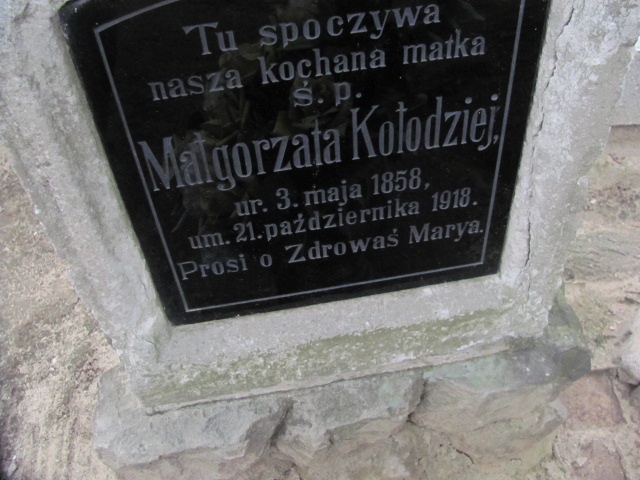 Tu spoczywa
nasza kochana matka
ś. p.
Małgorzata Kołodziej,
ur. 3. maja 1858,
um. 21. października 1918.
Prosi o Zdrowaś Marya.